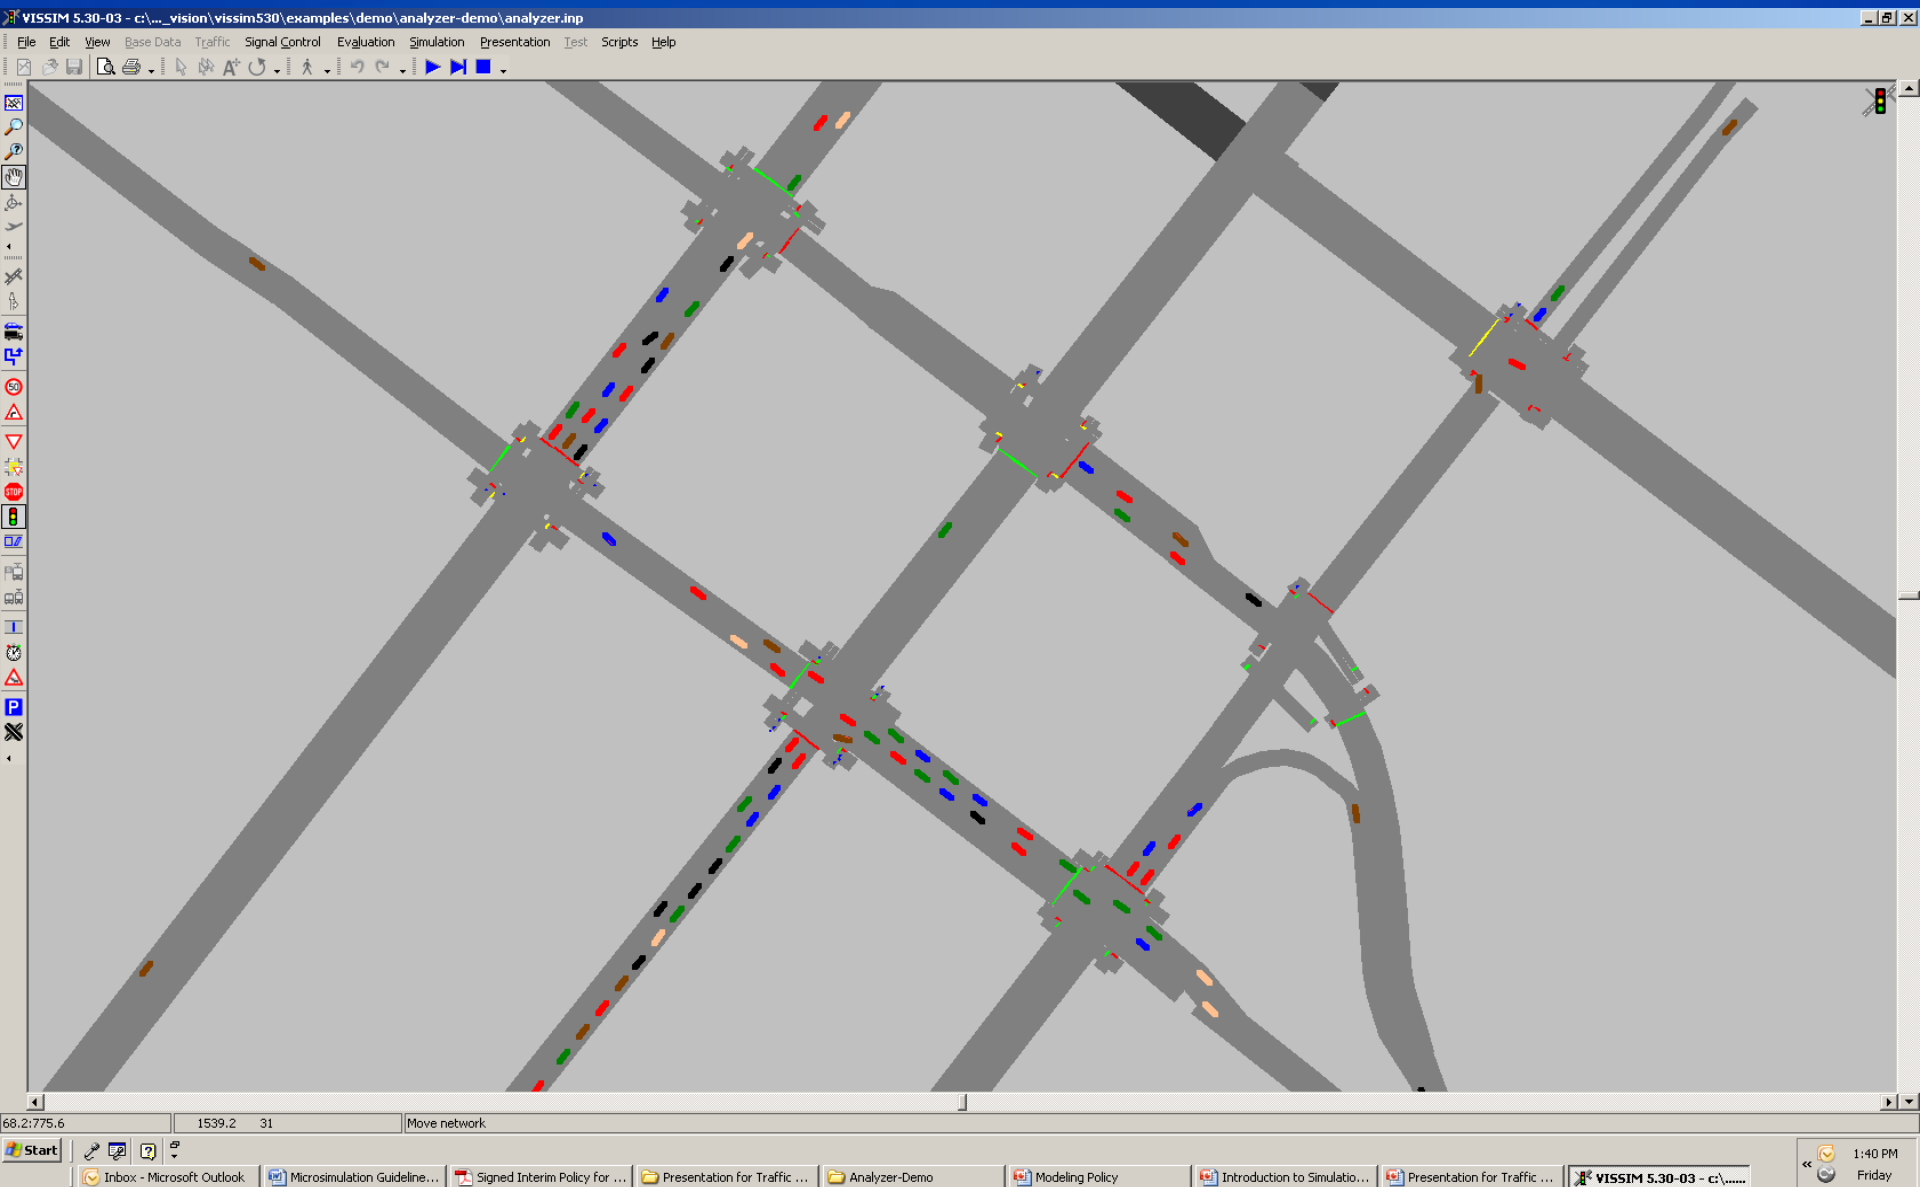 VISSIM 5.30-03 - c:\..._vision\vissim530\examples\demo\analyzer-demo\analyzer.inp
File Edit View Base Data Traffic Signal Control Evaluation Simulation Presentation Test Scripts Help
50
STOP
P
68.2:775.6 1539.2 31 Move network
Start
1:40 PM
Inbox - Microsoft Outlook Microsimulation Guideline... Signed Interim Policy for ... Presentation for Traffic ... Analyzer-Demo Modeling Policy Introduction to Simulatio... Presentation for Traffic ... VISSIM 5.30-03 - c:\......
Friday